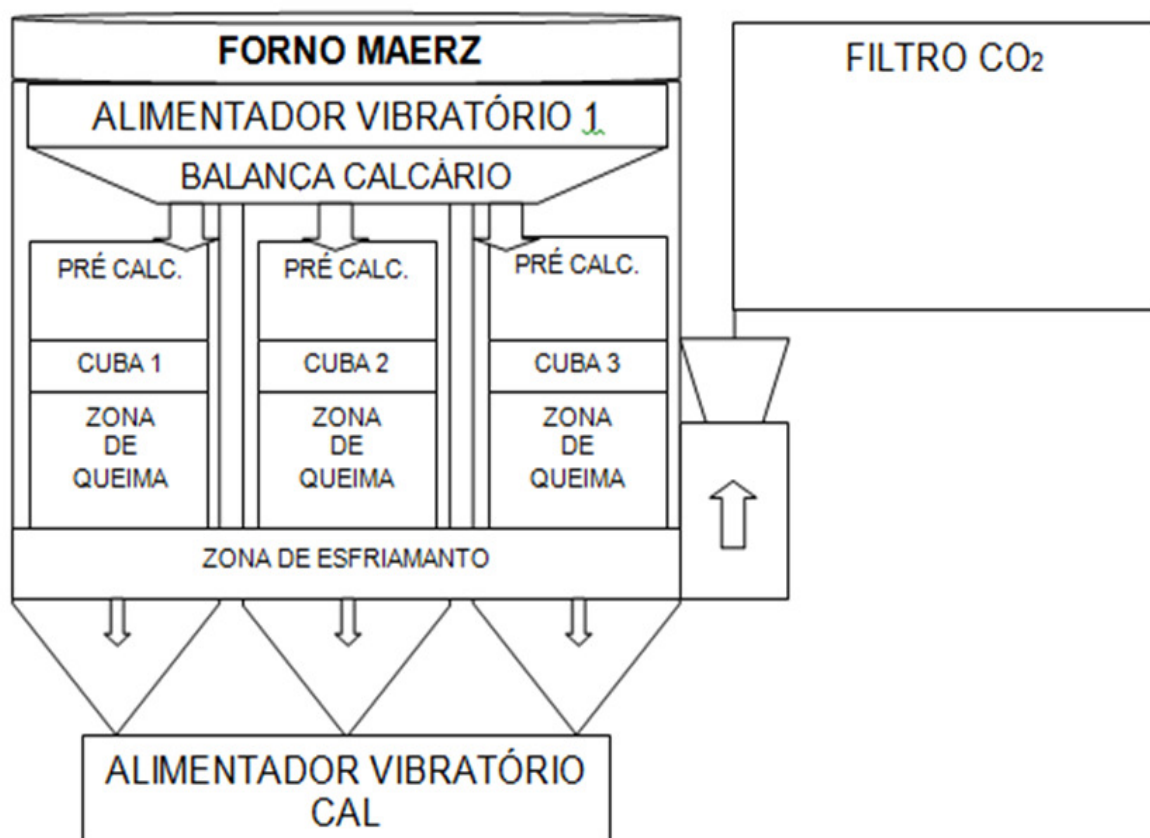 FORNO MAERZ
FILTRO CO₂
ALIMENTADOR VIBRATÓRIO 1
BALANÇA CALCÁRIO
PRÉ CALC.
PRÉ CALC.
PRÉ CALC.
CUBA 1
CUBA 2
CUBA 3
ZONA
DE
QUEIMA
ZONA
DE
QUEIMA
ZONA
DE
QUEIMA
ZONA DE ESFRIAMANTO
ALIMENTADOR VIBRATÓRIO
CAL